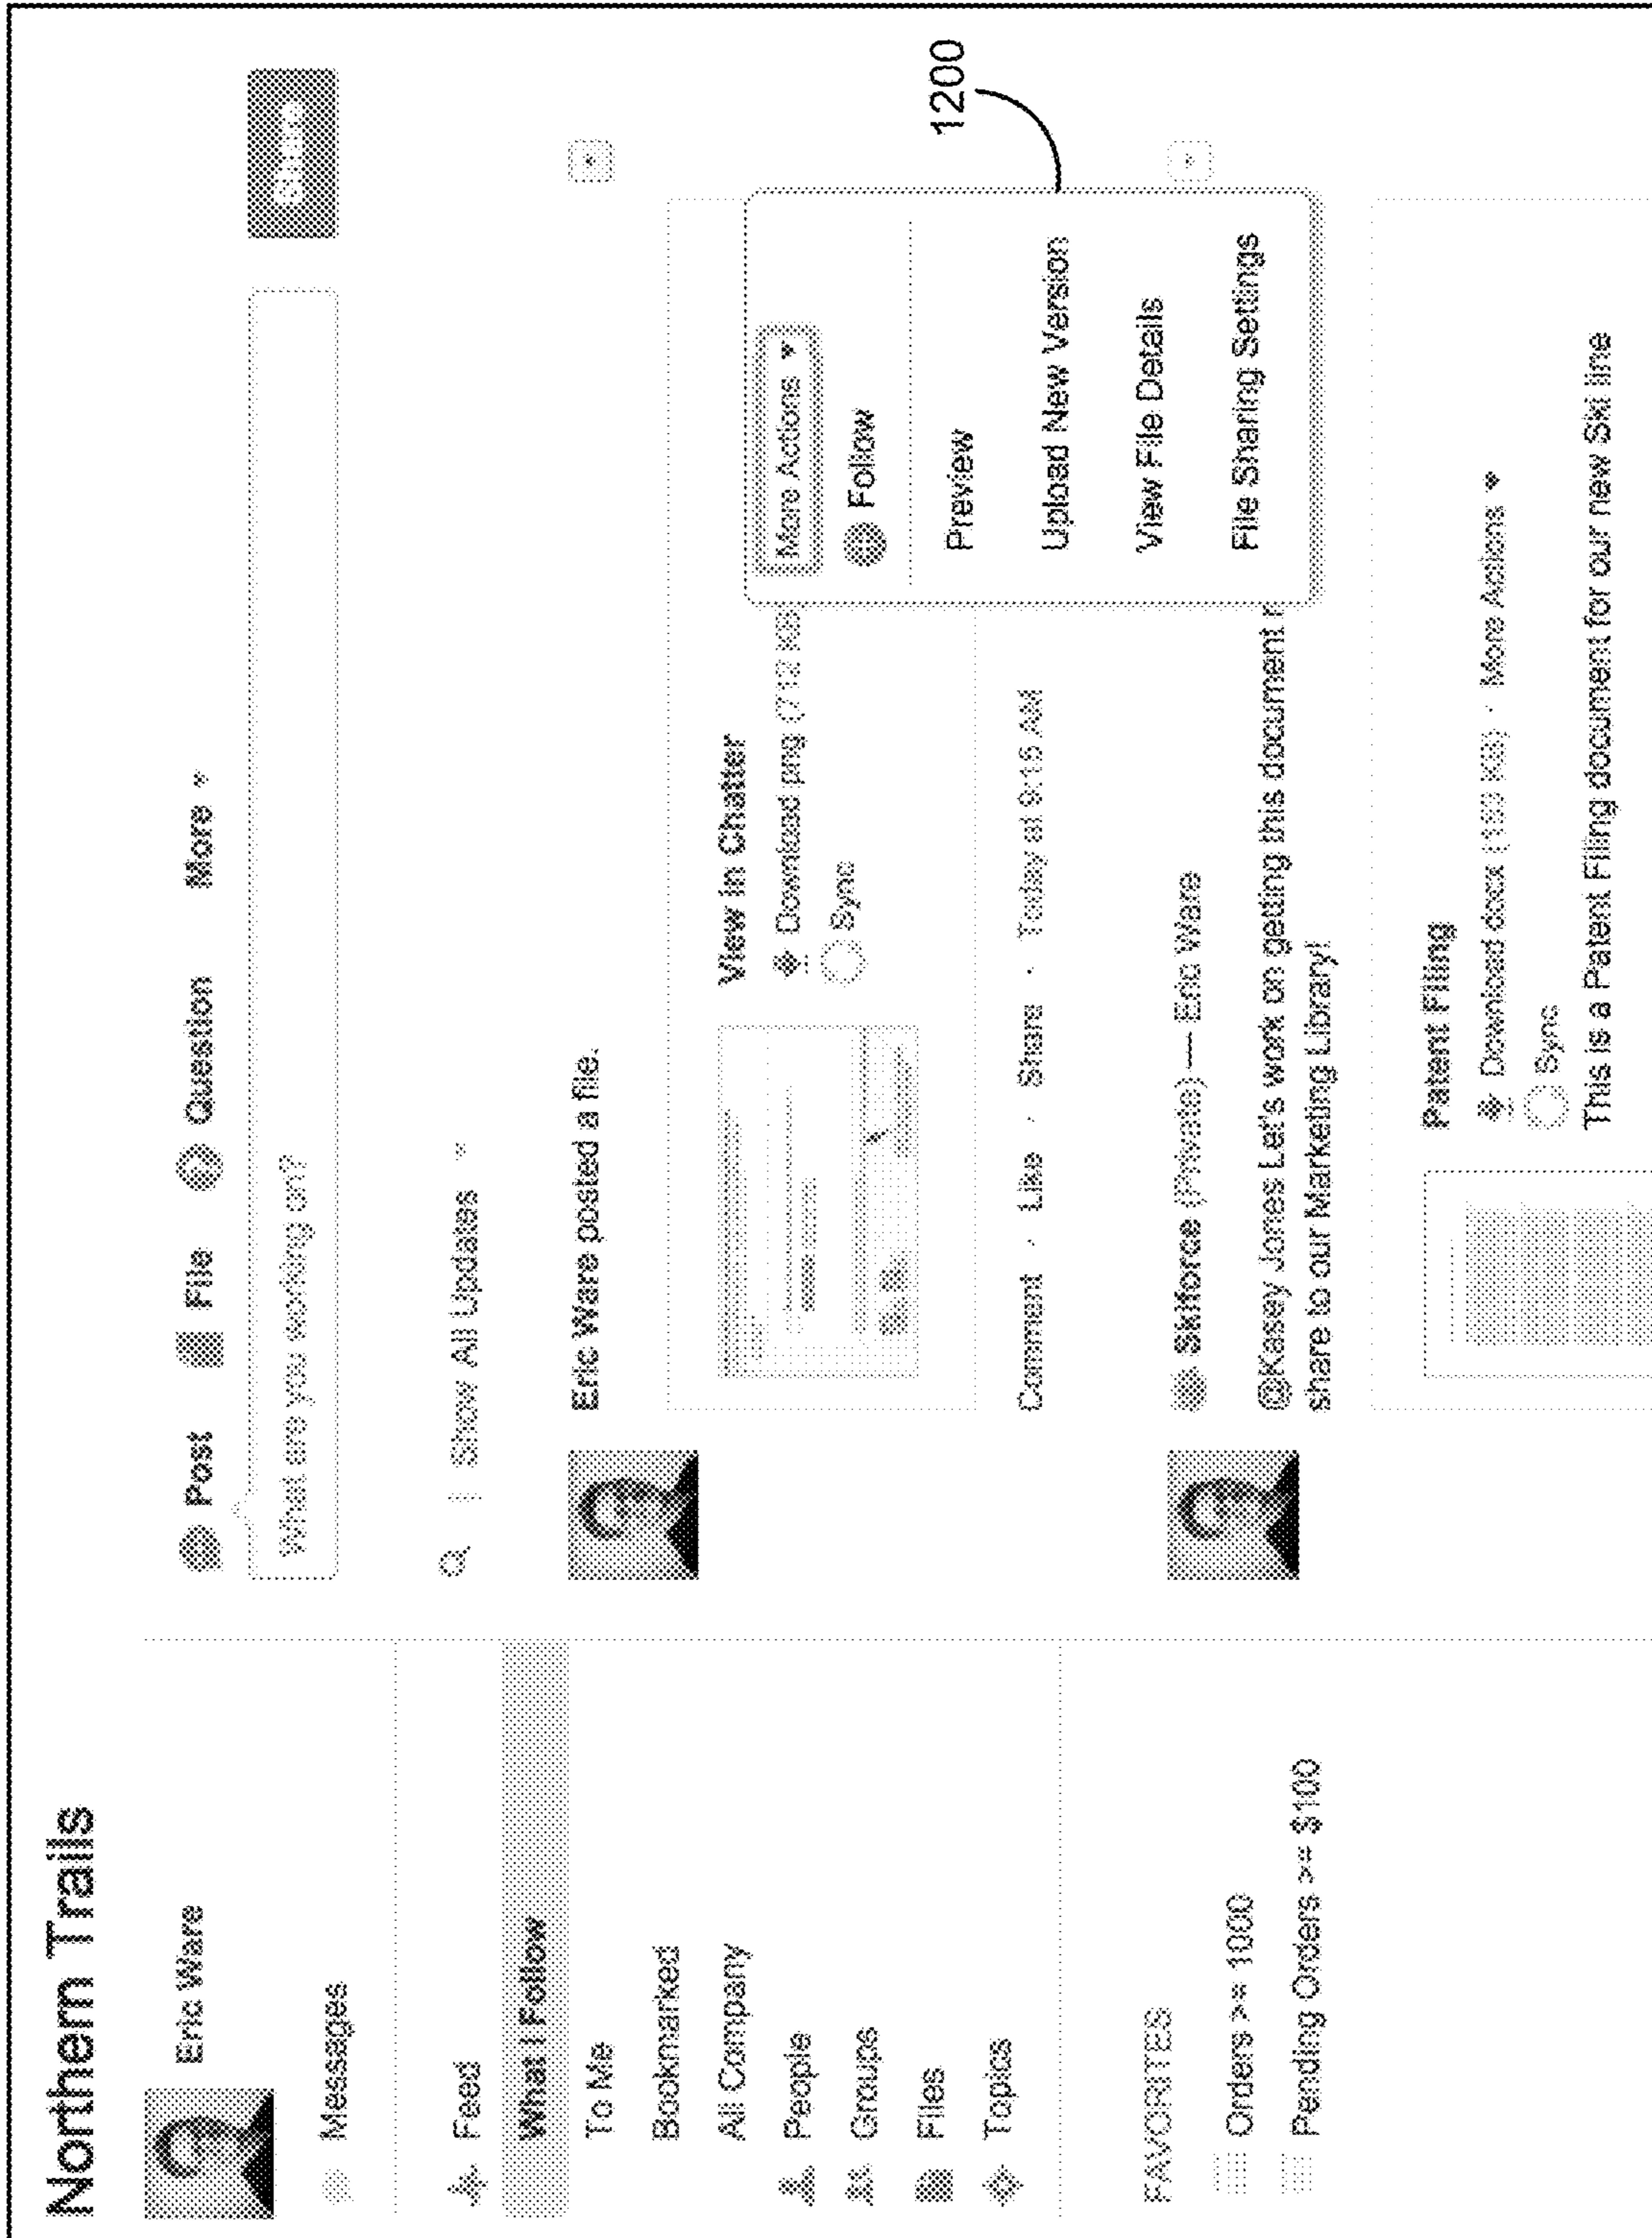 Northern Trails
Eric Ware
Messages
Feed
What I Follow
To Me
Bookmarked
All Company
People
Groups
Files
Topics
FAVORITES
Orders >= 1000
Pending Orders >= $100
Post File Question More
What are you working on?
Share
Show All Updates
Eric Ware posted a file.
View in Chatter
Download png (712 KB)
Sync
More Actions
Follow
Preview
Upload New Version
View File Details
File Sharing Settings
1200
Comment · Like · Share · Today at 9:15 AM
Skiforce (Private) — Eric Ware
@Kasey Jones Let's work on getting this document r
share to our Marketing Library!
Patent Filing
Download docx (193 KB) · More Actions
Sync
This is a Patent Filing document for our new Ski line